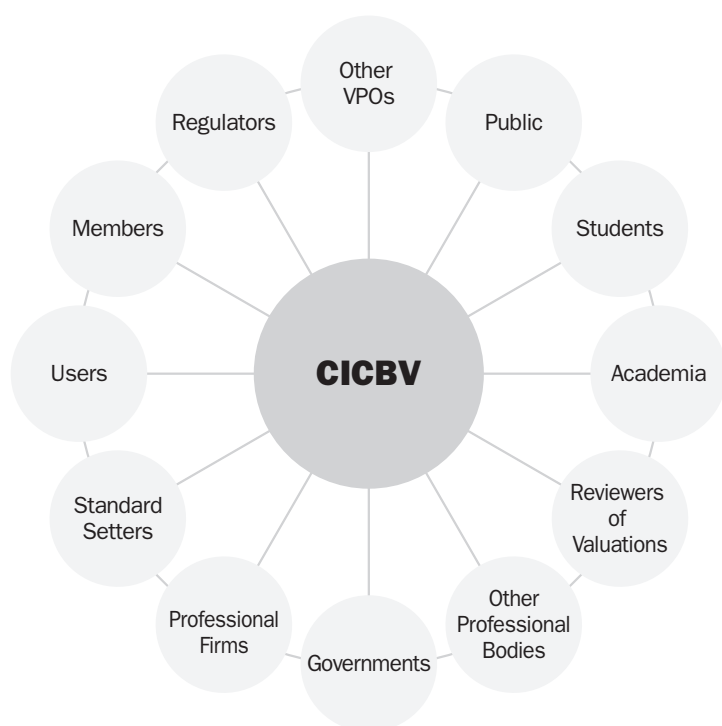 Other
VPOs
Public
Students
Academia
Reviewers
of
Valuations
Other
Professional
Bodies
Governments
Professional
Firms
Standard
Setters
Users
Members
Regulators
CICBV